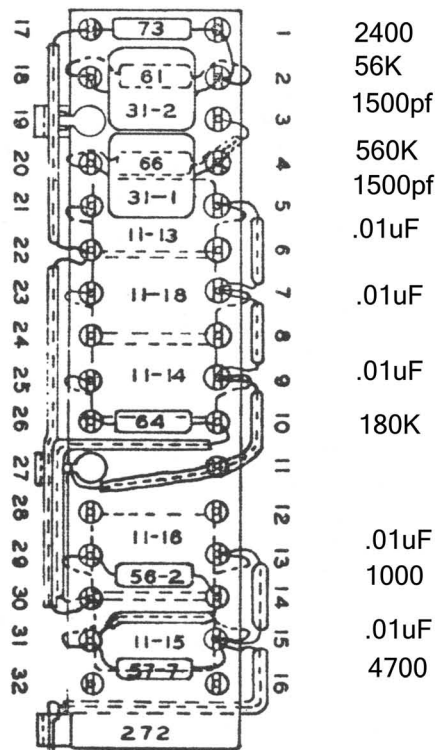 17 73 1 2400
18 61 2 56K
19 31-2 3 1500pf
20 66 4 560K
21 31-1 5 1500pf
22 11-13 6 .01uF
23 11-18 7 .01uF
24 8
25 11-14 9 .01uF
26 64 10 180K
27 11
28 12
29 11-16 13 .01uF
30 56-2 14 1000
31 11-15 15 .01uF
32 57-7 16 4700
272